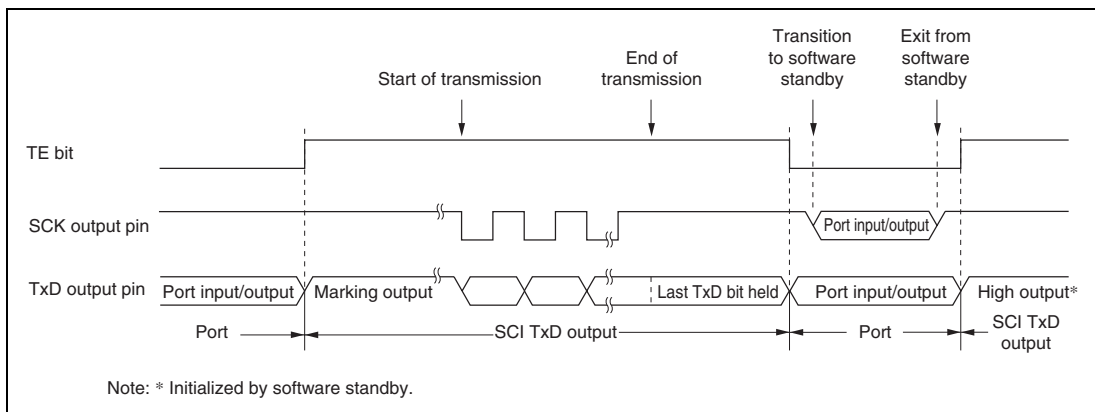 Transition
to software
standby
Exit from
software
standby
Start of transmission
End of
transmission
TE bit
SCK output pin
Port input/output
TxD output pin
Port input/output
Marking output
Last TxD bit held
Port input/output
High output*
Port
SCI TxD output
Port
SCI TxD
output
Note: * Initialized by software standby.